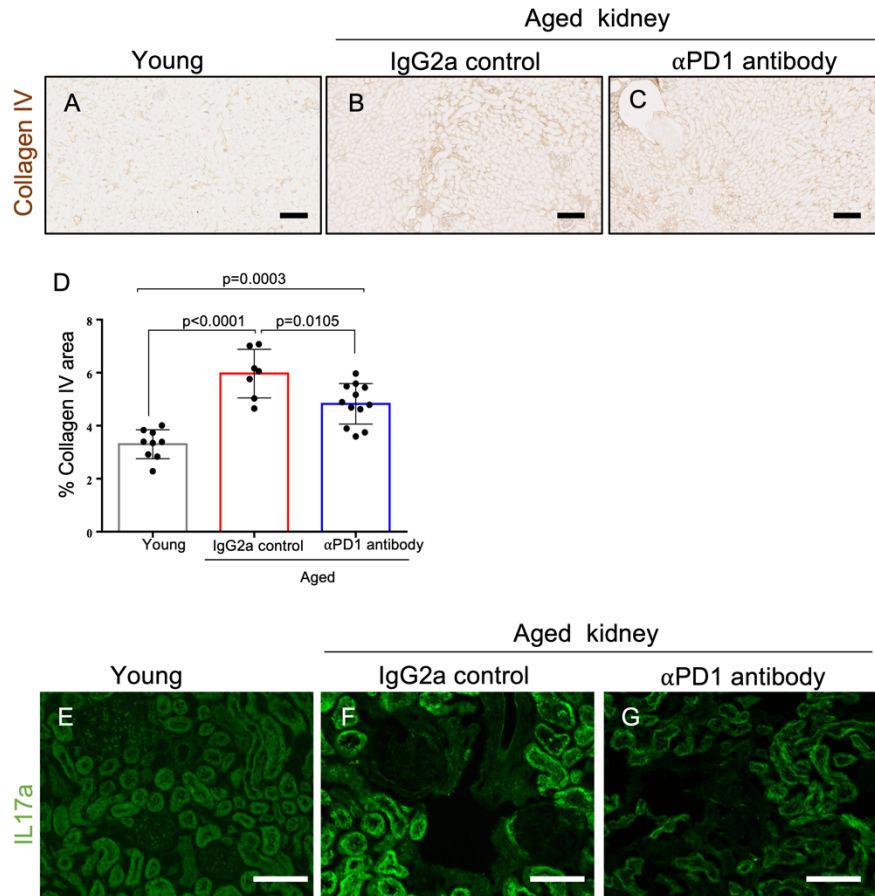 Aged kidney
Young
IgG2a control
αPD1 antibody
Collagen IV
A
B
C
D
p=0.0003
p<0.0001
p=0.0105
% Collagen IV area
8
6
4
2
0
Young
IgG2a control
αPD1 antibody
Aged
Aged kidney
Young
IgG2a control
αPD1 antibody
IL17a
E
F
G